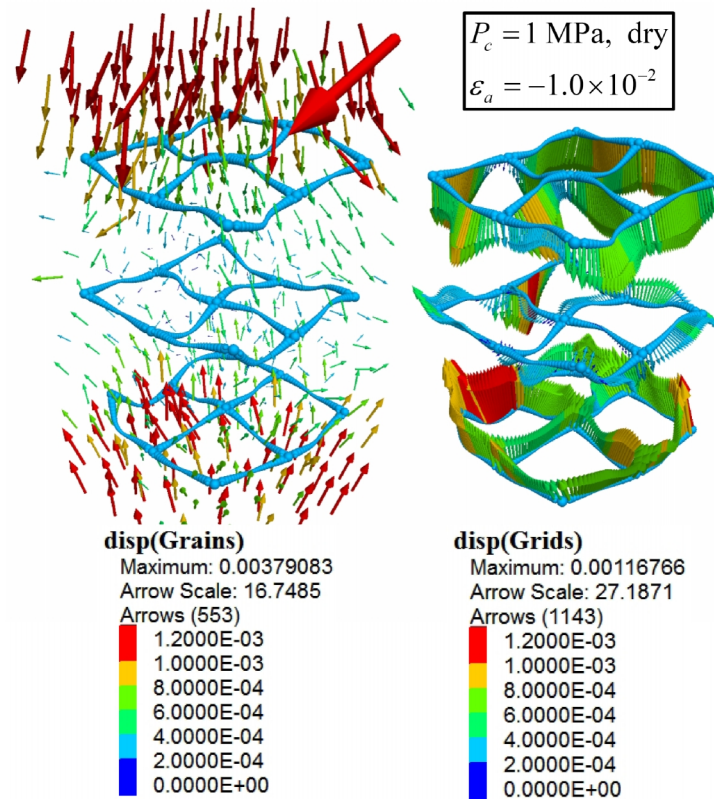 P_c = 1 MPa, dry
ε_a = −1.0×10⁻²
disp(Grains)
Maximum: 0.00379083
Arrow Scale: 16.7485
Arrows (553)
1.2000E-03
1.0000E-03
8.0000E-04
6.0000E-04
4.0000E-04
2.0000E-04
0.0000E+00
disp(Grids)
Maximum: 0.00116766
Arrow Scale: 27.1871
Arrows (1143)
1.2000E-03
1.0000E-03
8.0000E-04
6.0000E-04
4.0000E-04
2.0000E-04
0.0000E+00